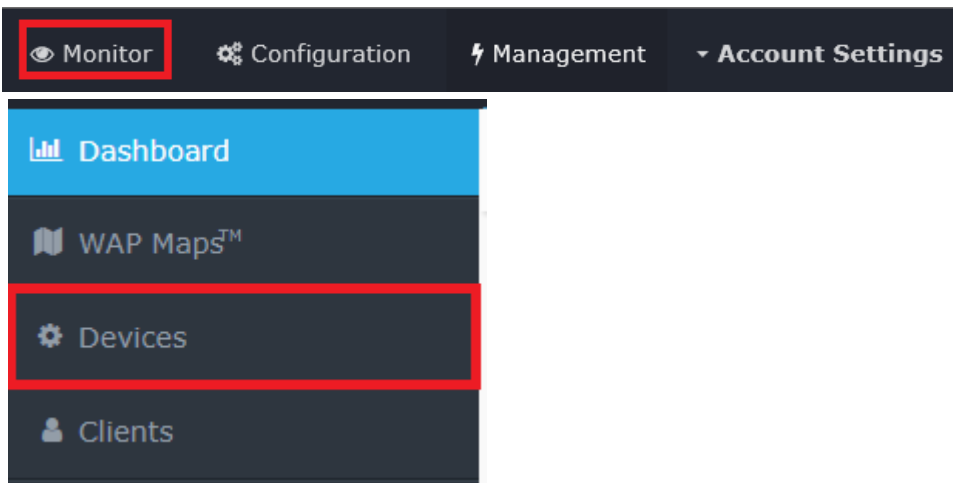 Monitor Configuration Management Account Settings
Dashboard
WAP Maps™
Devices
Clients